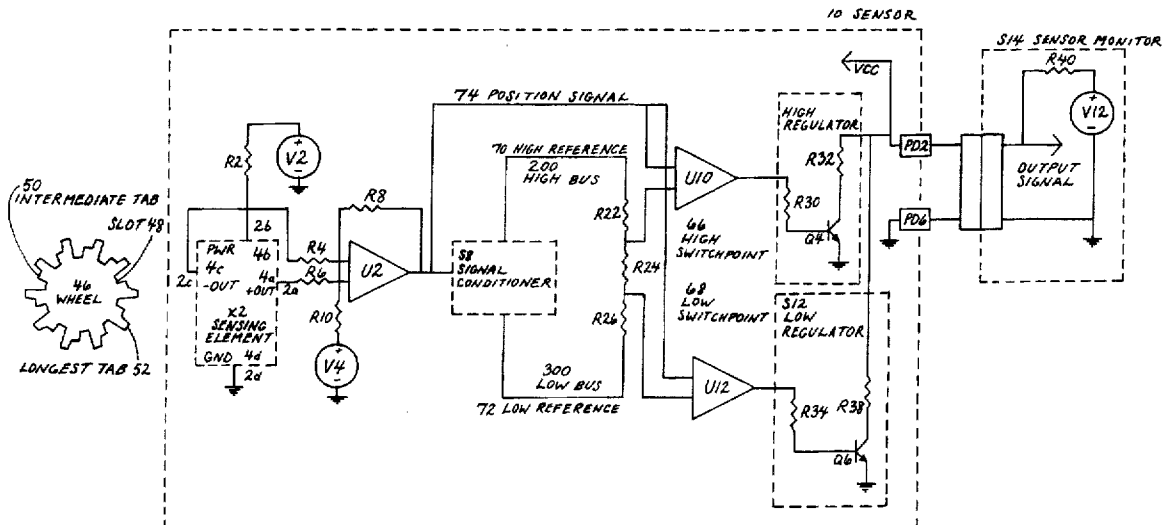 10 SENSOR
S14 SENSOR MONITOR
R40
V12
+
-
VCC
OUTPUT
SIGNAL
PD2
PD6
74 POSITION SIGNAL
HIGH
REGULATOR
R32
R30
Q4
70 HIGH REFERENCE
200
HIGH BUS
U10
R22
R24
R26
66
HIGH
SWITCHPOINT
68
LOW
SWITCHPOINT
S12
LOW
REGULATOR
R38
R34
Q6
U12
300
LOW BUS
72 LOW REFERENCE
S8
SIGNAL
CONDITIONER
R2
V2
+
-
R8
R4
R6
U2
R10
V4
+
-
2b
PWR
4b
4c
-OUT
4a
+OUT
2c
2a
X2
SENSING
ELEMENT
GND
4d
2d
50
INTERMEDIATE TAB
SLOT 48
46
WHEEL
LONGEST TAB 52